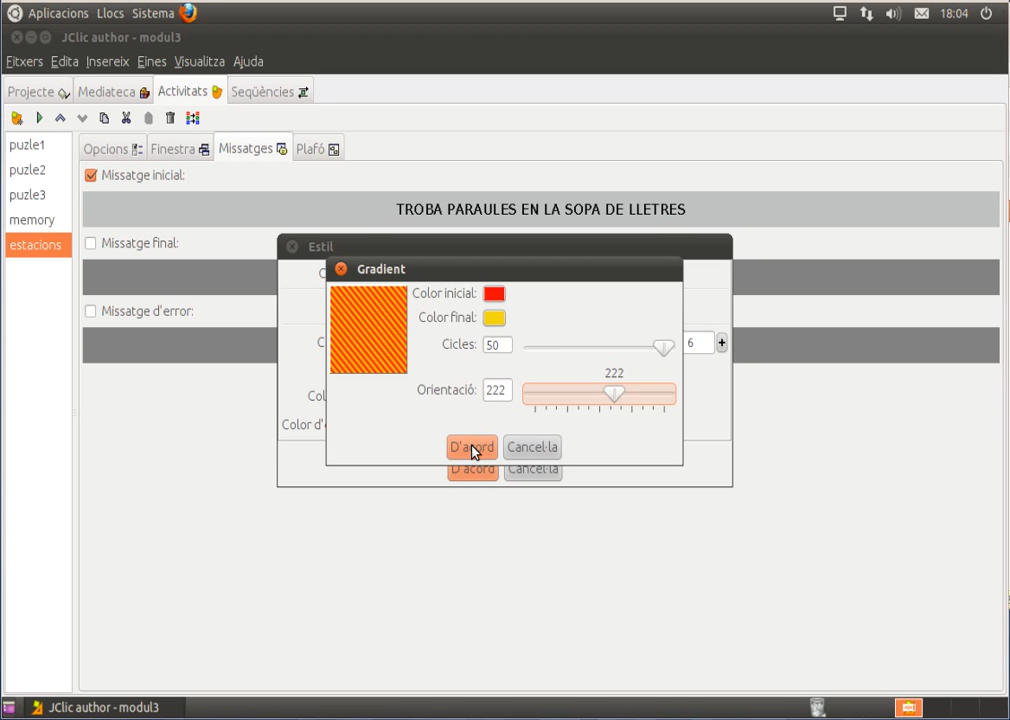 Aplicacions Llocs Sistema 18:04
JClic author - modul3
Fitxers Edita Insereix Eines Visualitza Ajuda
Projecte Mediateca Activitats Seqüències
puzle1
puzle2
puzle3
memory
estacions
Opcions Finestra Missatges Plafó
Missatge inicial:
TROBA PARAULES EN LA SOPA DE LLETRES
Missatge final:
Missatge d'error:
Estil
C
C
Colo
Color d'
6 +
D'acord Cancel·la
Gradient
Color inicial:
Color final:
Cicles: 50
222
Orientació: 222
D'acord Cancel·la
JClic author - modul3